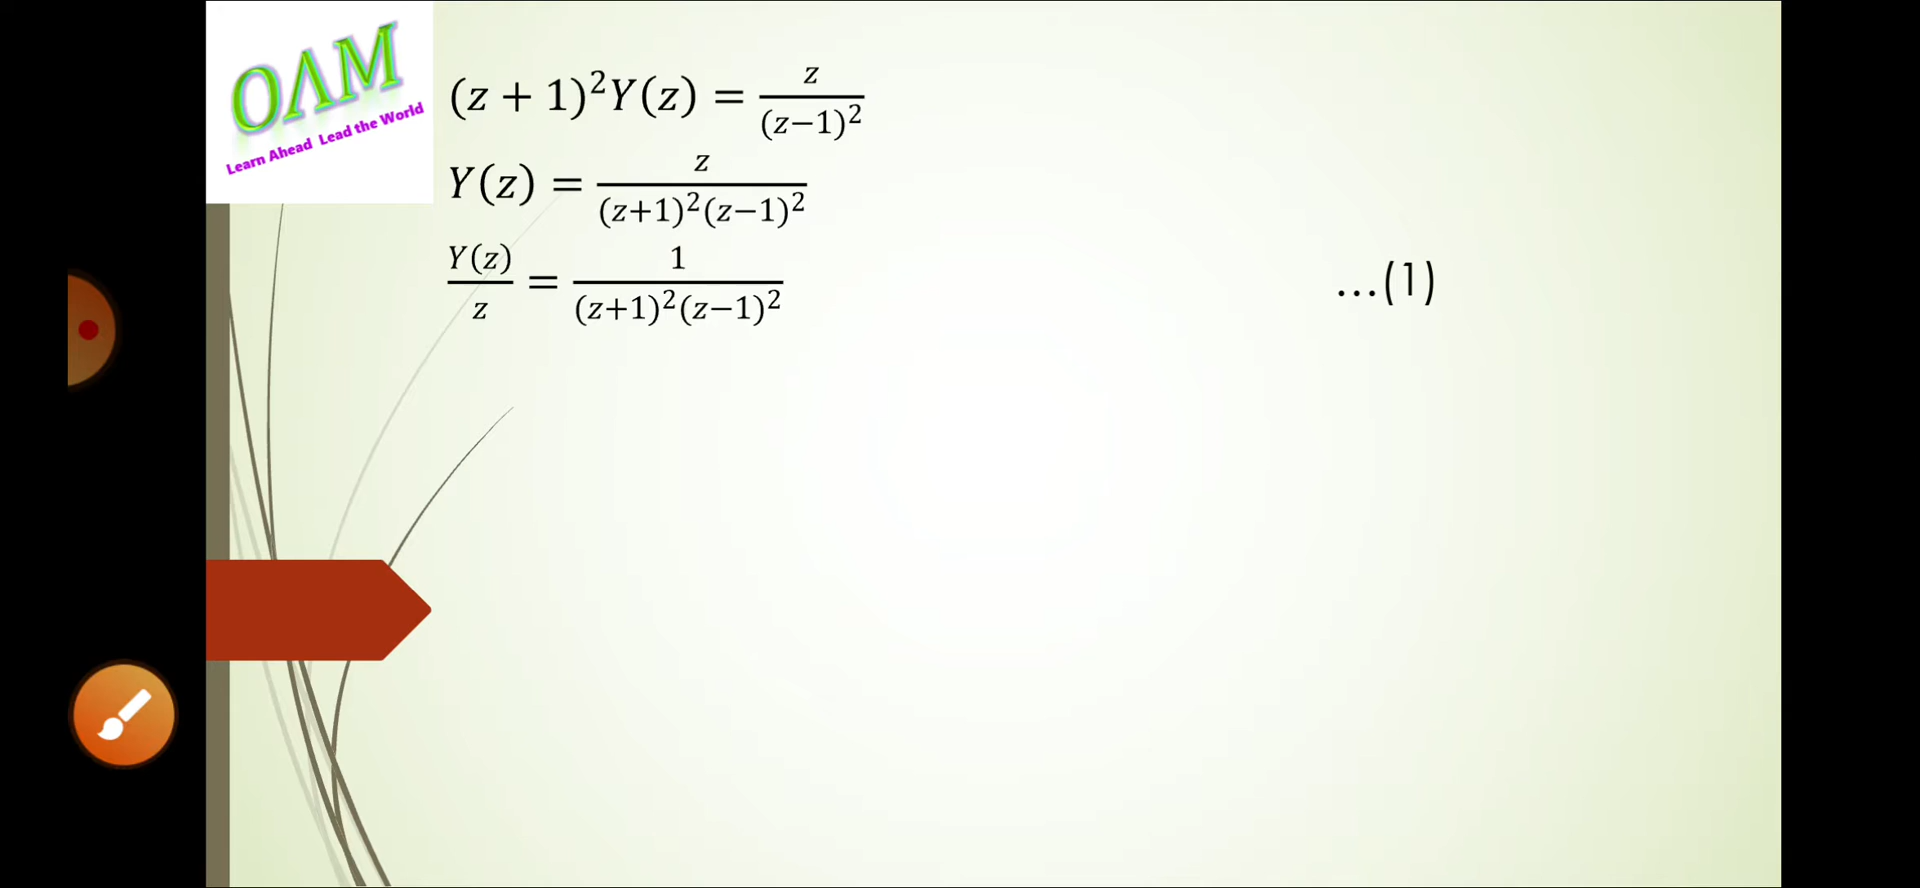 OΛM
Learn Ahead Lead the World
(z + 1)²Y(z) = z/(z−1)²
Y(z) = z/((z+1)²(z−1)²)
Y(z)/z = 1/((z+1)²(z−1)²) ...(1)